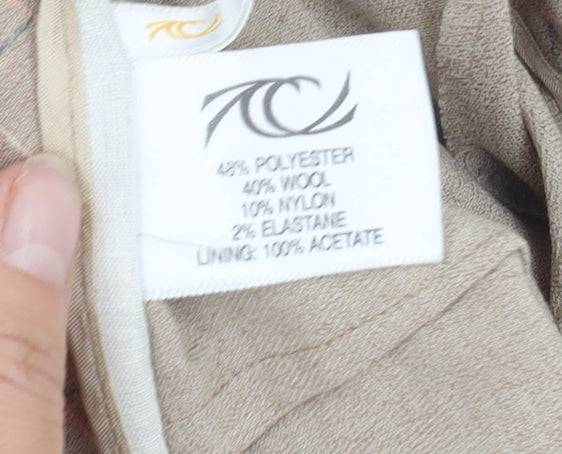 48% POLYESTER
40% WOOL
10% NYLON
2% ELASTANE
LINING: 100% ACETATE